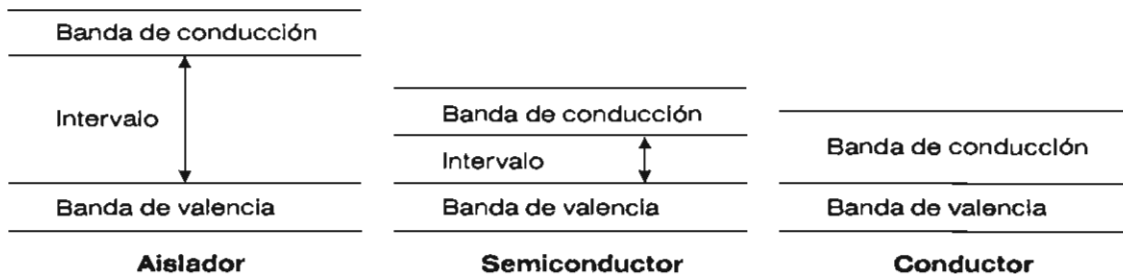 Banda de conducción
Intervalo
Banda de valencia
Aislador
Banda de conducción
Intervalo
Banda de valencia
Semiconductor
Banda de conducción
Banda de valencia
Conductor